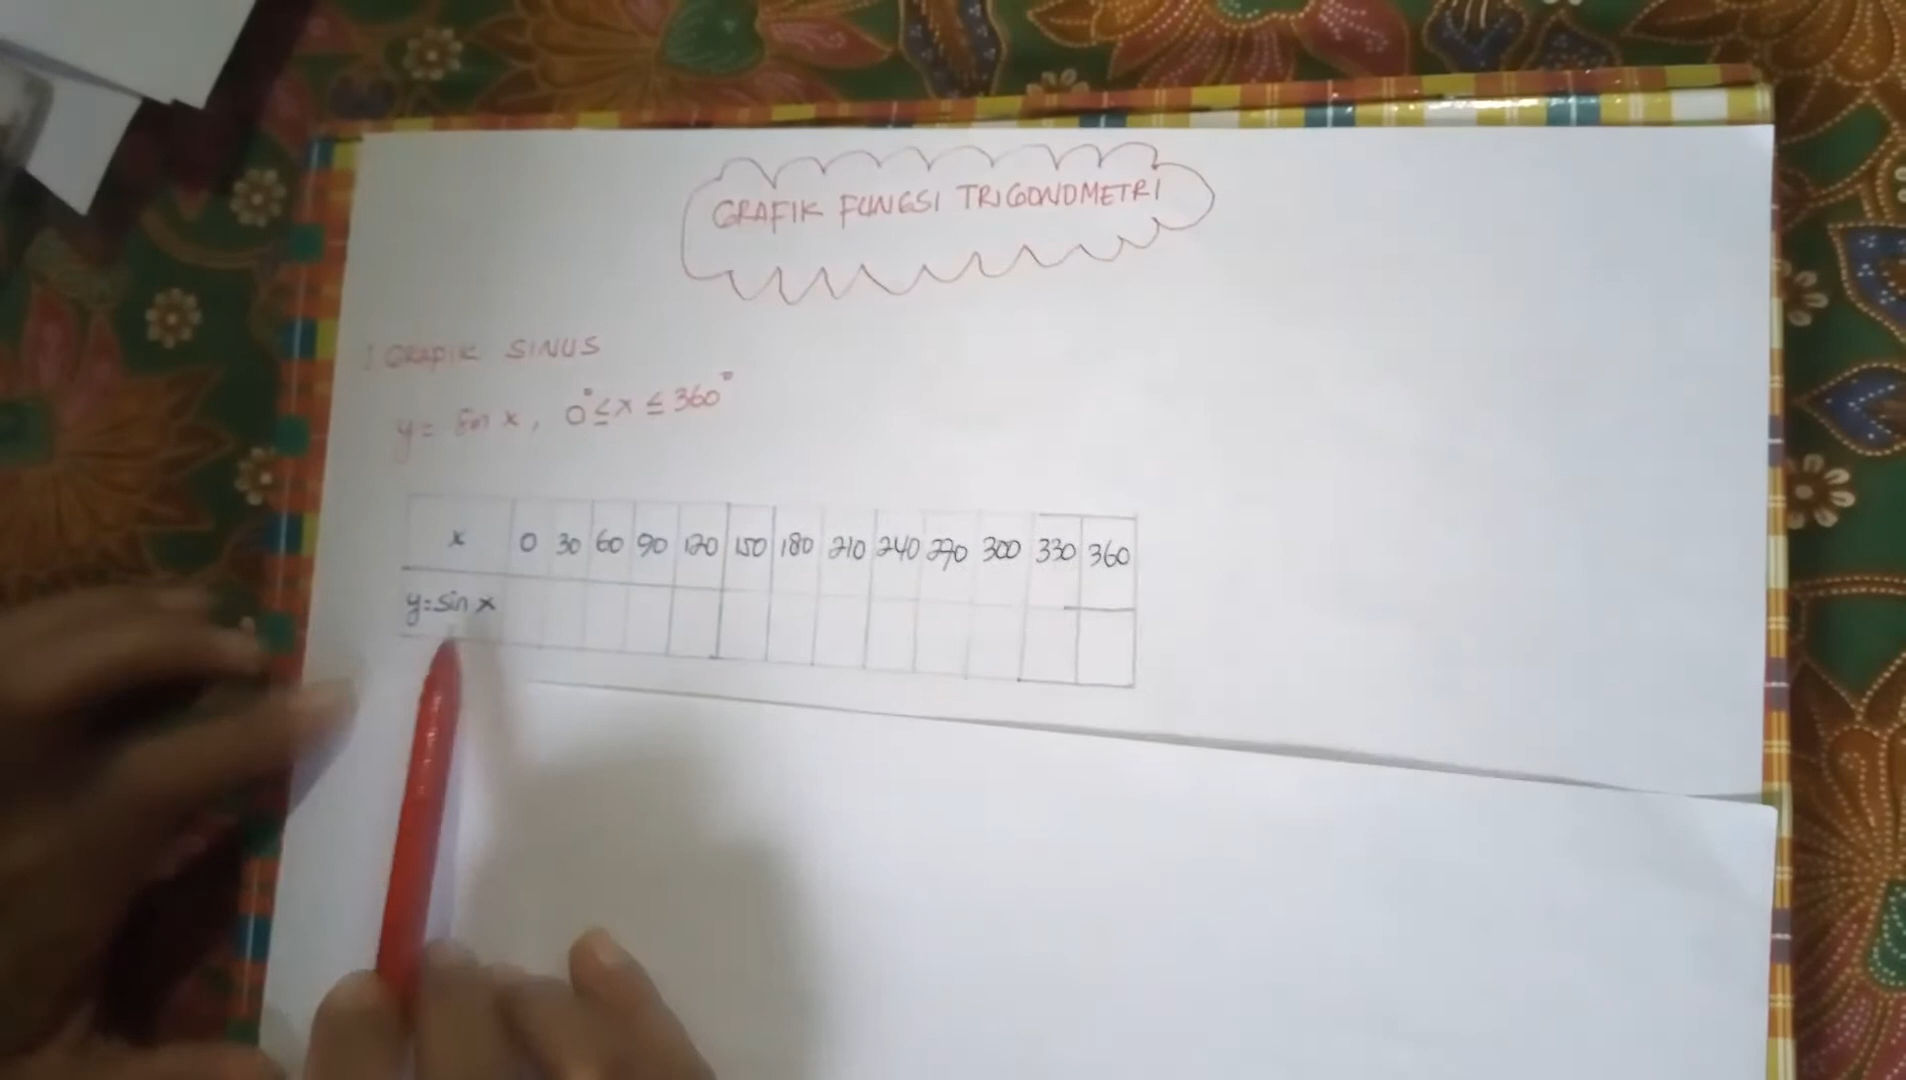 GRAFIK FUNGSI TRIGONOMETRI
1 GRAFIK SINUS
y = sin x, 0° ≤ x ≤ 360°
x 0 30 60 90 120 150 180 210 240 270 300 330 360
y=sin x